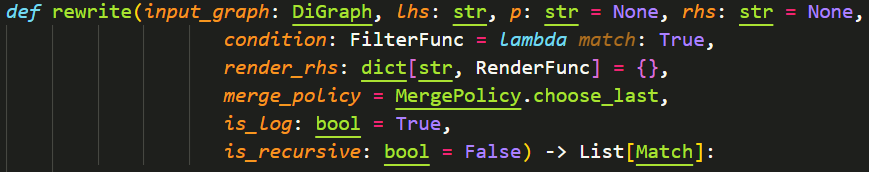 def rewrite(input_graph: DiGraph, lhs: str, p: str = None, rhs: str = None,
condition: FilterFunc = lambda match: True,
render_rhs: dict[str, RenderFunc] = {},
merge_policy = MergePolicy.choose_last,
is_log: bool = True,
is_recursive: bool = False) -> List[Match]: